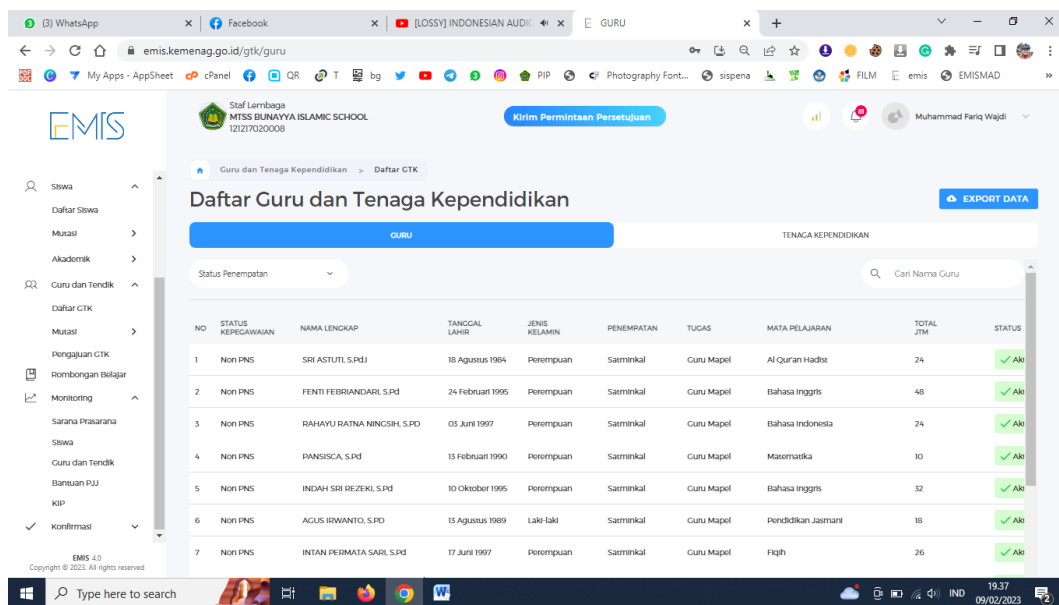 (3) WhatsApp
Facebook
[LOSSY] INDONESIAN AUDIO
GURU
emis.kemenag.go.id/gtk/guru
My Apps - AppSheet
cPanel
QR
T
bg
PIP
Photography Font...
sispena
FILM
emis
EMISMAD
EMIS
Staf Lembaga
MTSS BUNAYYA ISLAMIC SCHOOL
121217020008
Kirim Permintaan Persetujuan
Muhammad Fariq Wajdi
Guru dan Tenaga Kependidikan > Daftar GTK
Daftar Guru dan Tenaga Kependidikan
EXPORT DATA
GURU
TENAGA KEPENDIDIKAN
Status Penempatan
Cari Nama Guru
Siswa
Daftar Siswa
Mutasi
Akademik
Guru dan Tendik
Daftar GTK
Mutasi
Pengajuan GTK
Rombongan Belajar
Monitoring
Sarana Prasarana
Siswa
Guru dan Tendik
Bantuan PJJ
KIP
Konfirmasi
EMIS 4.0
Copyright © 2023. All rights reserved
NO STATUS KEPEGAWAIAN NAMA LENGKAP TANGGAL LAHIR JENIS KELAMIN PENEMPATAN TUGAS MATA PELAJARAN TOTAL JTM STATUS
1 Non PNS SRI ASTUTI, S.Pd.I 18 Agustus 1984 Perempuan Satminkal Guru Mapel Al Qur'an Hadist 24 Akt
2 Non PNS FENTI FEBRIANDARI, S.Pd 24 Februari 1995 Perempuan Satminkal Guru Mapel Bahasa Inggris 48 Akt
3 Non PNS RAHAYU RATNA NINGSIH, S.PD 03 Juni 1997 Perempuan Satminkal Guru Mapel Bahasa Indonesia 24 Akt
4 Non PNS PANSISCA, S.Pd 13 Februari 1990 Perempuan Satminkal Guru Mapel Matematika 10 Akt
5 Non PNS INDAH SRI REZEKI, S.Pd 10 Oktober 1995 Perempuan Satminkal Guru Mapel Bahasa Inggris 32 Akt
6 Non PNS AGUS IRWANTO, S.PD 13 Agustus 1989 Laki-laki Satminkal Guru Mapel Pendidikan Jasmani 18 Akt
7 Non PNS INTAN PERMATA SARI, S.Pd 17 Juni 1997 Perempuan Satminkal Guru Mapel Fiqih 26 Akt
Type here to search
IND
19.37
09/02/2023